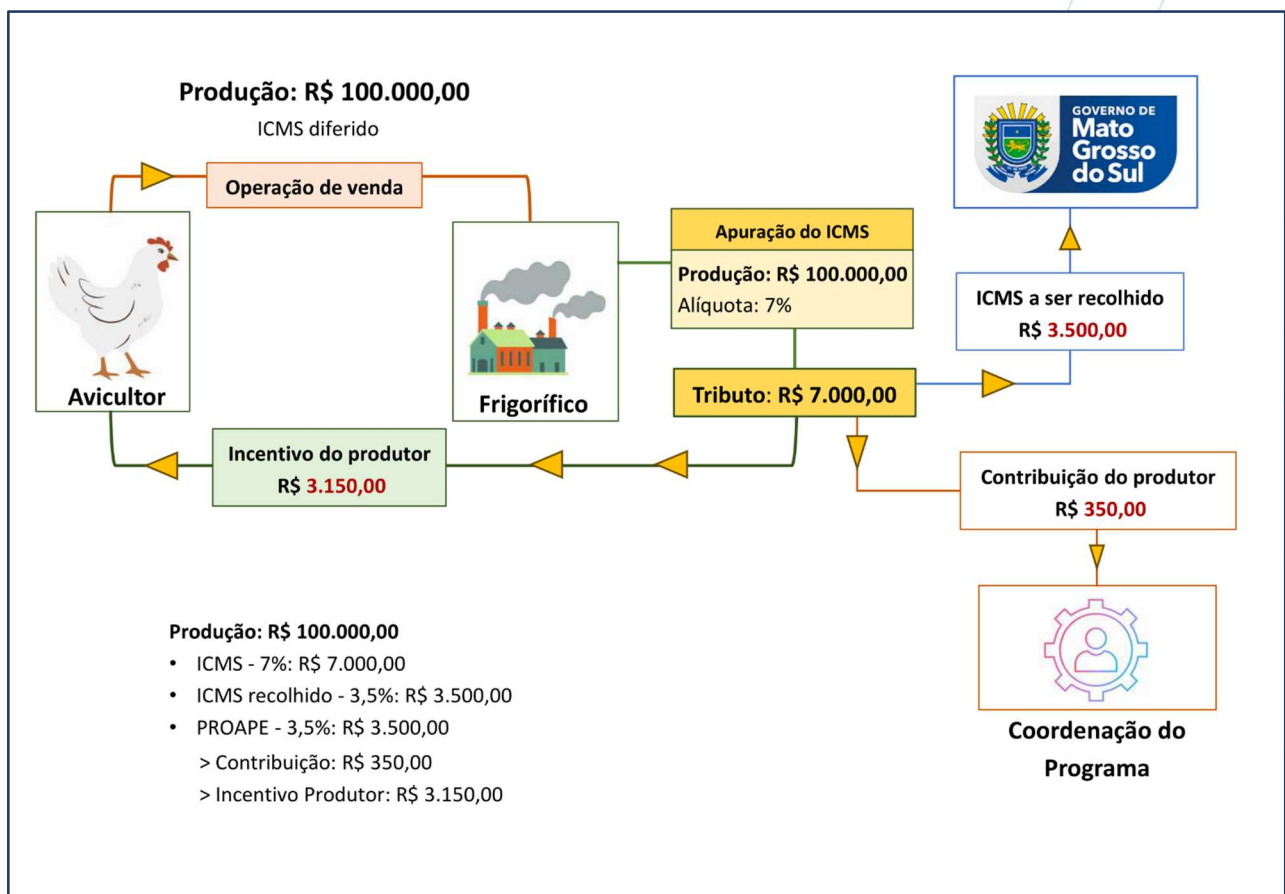 Produção: R$ 100.000,00
ICMS diferido
Operação de venda
Avicultor
Frigorífico
Apuração do ICMS
Produção: R$ 100.000,00
Alíquota: 7%
Tributo: R$ 7.000,00
GOVERNO DE
Mato
Grosso
do Sul
ICMS a ser recolhido
R$ 3.500,00
Incentivo do produtor
R$ 3.150,00
Contribuição do produtor
R$ 350,00
Coordenação do
Programa
Produção: R$ 100.000,00
• ICMS - 7%: R$ 7.000,00
• ICMS recolhido - 3,5%: R$ 3.500,00
• PROAPE - 3,5%: R$ 3.500,00
> Contribuição: R$ 350,00
> Incentivo Produtor: R$ 3.150,00